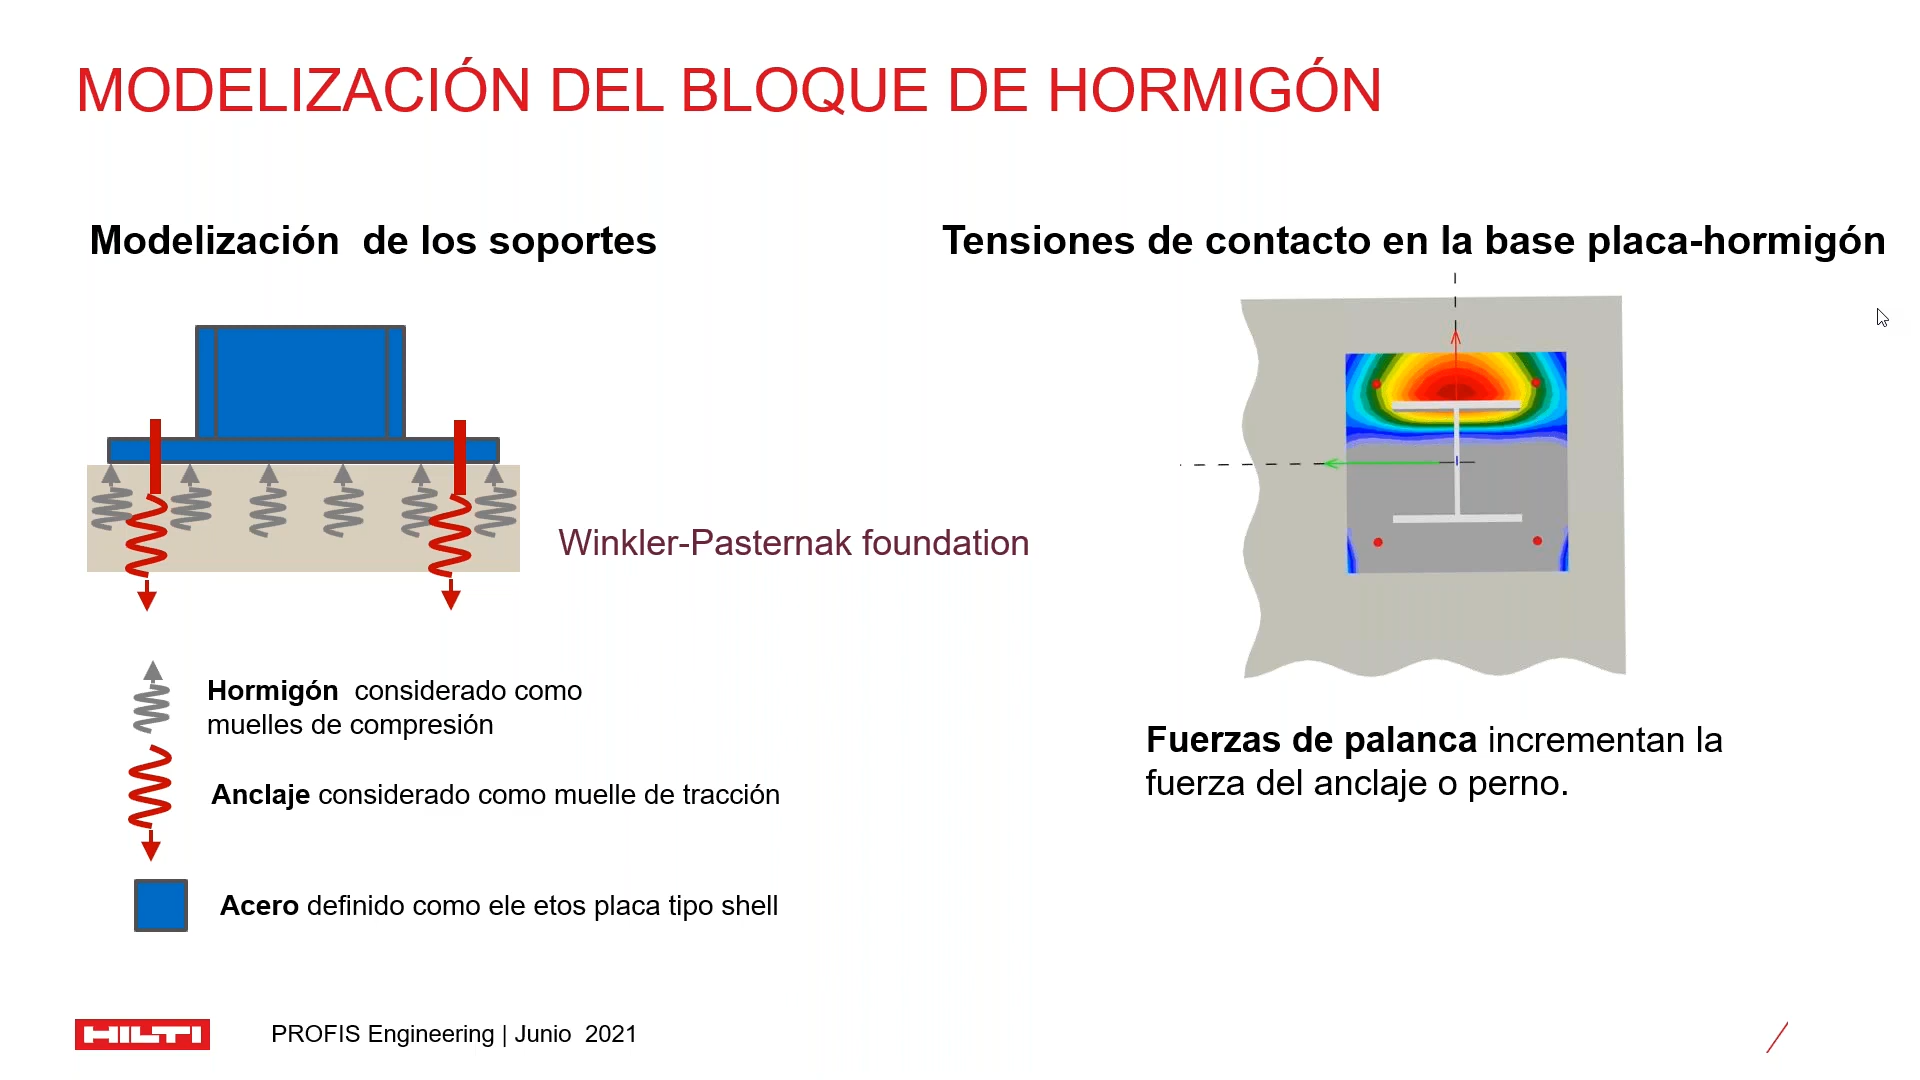 MODELIZACIÓN DEL BLOQUE DE HORMIGÓN
Modelización de los soportes
Tensiones de contacto en la base placa-hormigón
Winkler-Pasternak foundation
Hormigón considerado como
muelles de compresión
Anclaje considerado como muelle de tracción
Acero definido como ele etos placa tipo shell
Fuerzas de palanca incrementan la
fuerza del anclaje o perno.
HILTI
PROFIS Engineering | Junio 2021